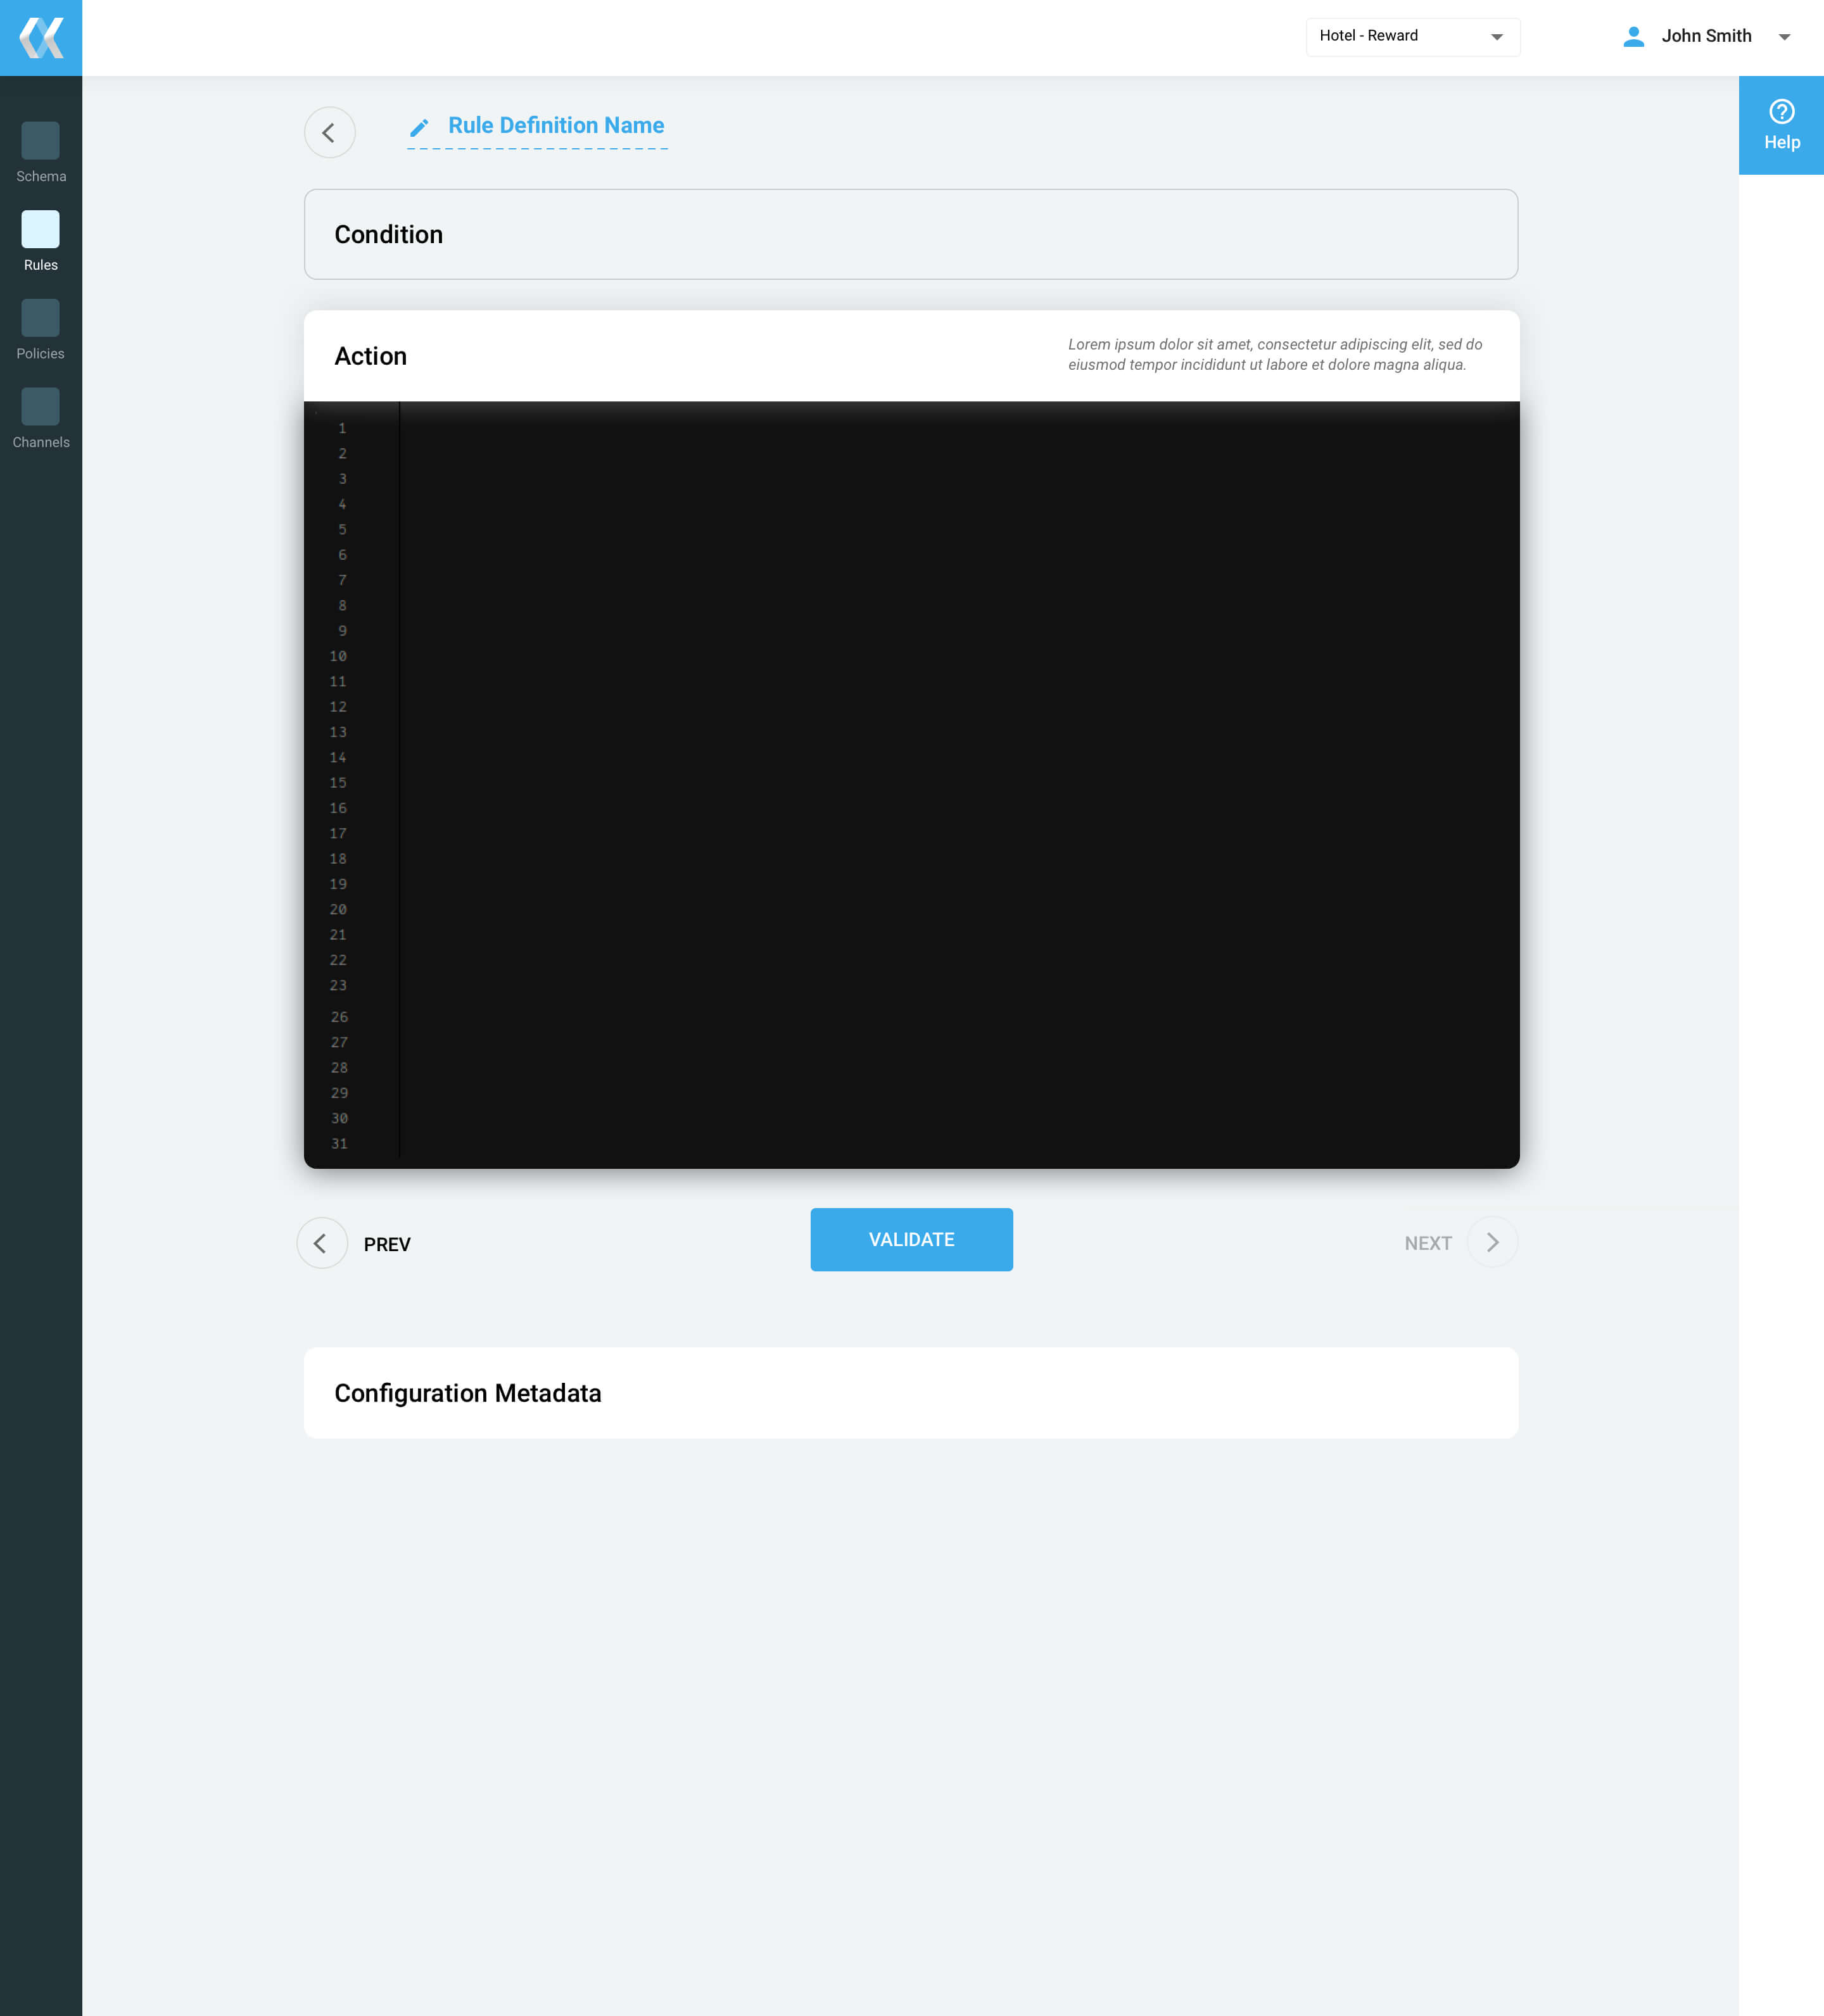 Hotel - Reward
John Smith
Help
Schema
Rules
Policies
Channels
Rule Definition Name
Condition
Action
Lorem ipsum dolor sit amet, consectetur adipiscing elit, sed do
eiusmod tempor incididunt ut labore et dolore magna aliqua.
1
2
3
4
5
6
7
8
9
10
11
12
13
14
15
16
17
18
19
20
21
22
23
26
27
28
29
30
31
PREV
VALIDATE
NEXT
Configuration Metadata